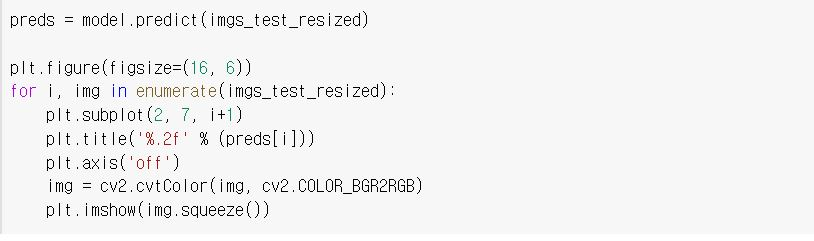 preds = model.predict(imgs_test_resized)

plt.figure(figsize=(16, 6))
for i, img in enumerate(imgs_test_resized):
    plt.subplot(2, 7, i+1)
    plt.title('%.2f' % (preds[i]))
    plt.axis('off')
    img = cv2.cvtColor(img, cv2.COLOR_BGR2RGB)
    plt.imshow(img.squeeze())